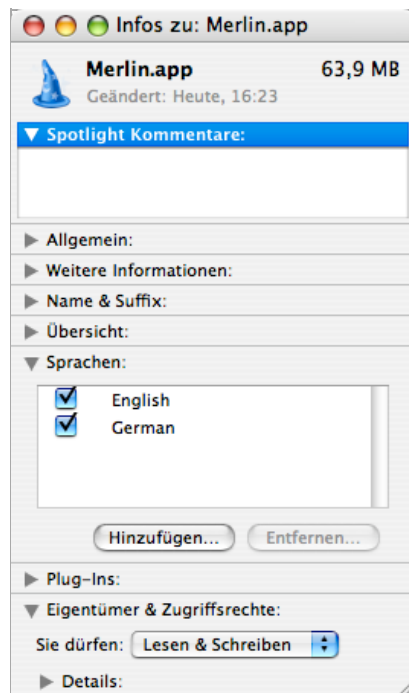 Infos zu: Merlin.app
Merlin.app 63,9 MB
Geändert: Heute, 16:23
Spotlight Kommentare:
Allgemein:
Weitere Informationen:
Name & Suffix:
Übersicht:
Sprachen:
English
German
Hinzufügen... Entfernen...
Plug-Ins:
Eigentümer & Zugriffsrechte:
Sie dürfen: Lesen & Schreiben
Details: